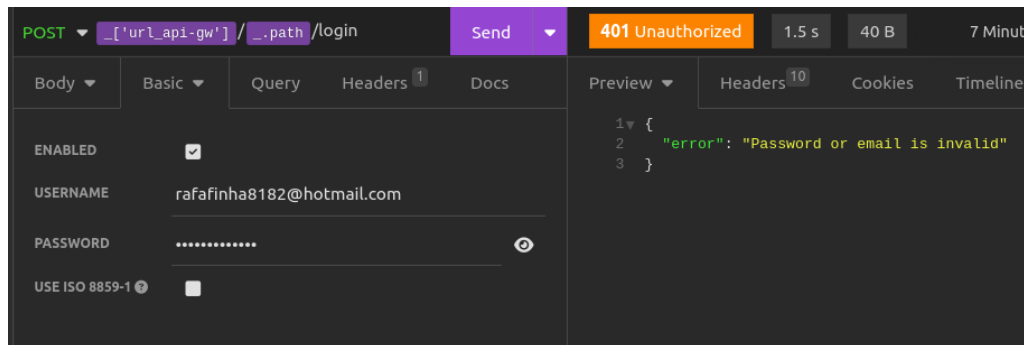 POST _['url_api-gw'] / _.path /login Send 401 Unauthorized 1.5 s 40 B 7 Minut
Body Basic Query Headers 1 Docs Preview Headers 10 Cookies Timeline
1 {
2 "error": "Password or email is invalid"
3 }
ENABLED
USERNAME rafafinha8182@hotmail.com
PASSWORD •••••••••••••
USE ISO 8859-1 ?